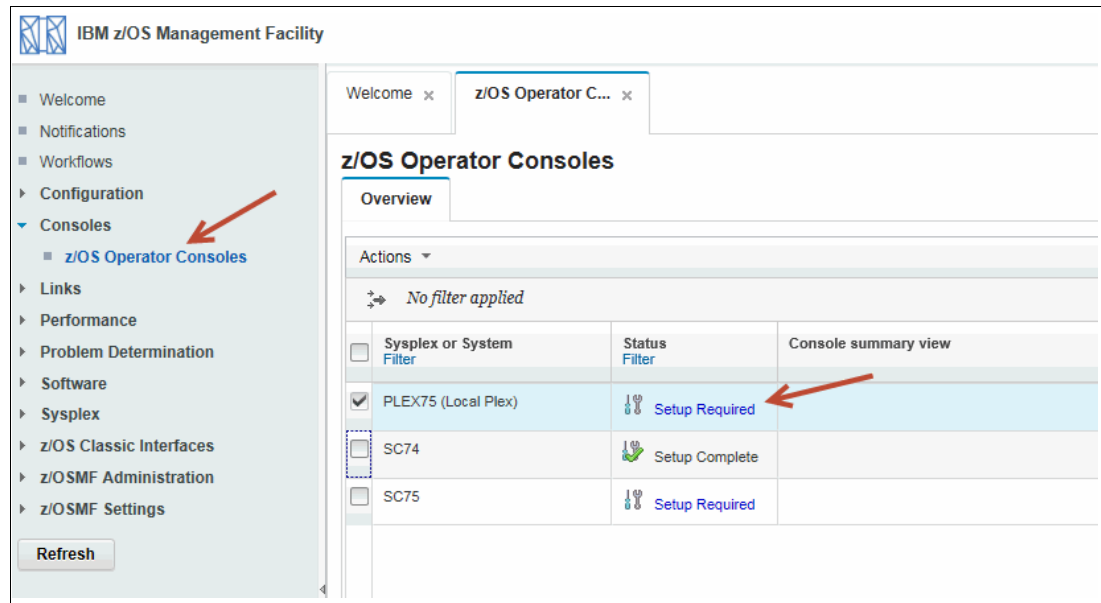 IBM z/OS Management Facility
Welcome
Notifications
Workflows
Configuration
Consoles
z/OS Operator Consoles
Links
Performance
Problem Determination
Software
Sysplex
z/OS Classic Interfaces
z/OSMF Administration
z/OSMF Settings
Refresh
Welcome
z/OS Operator C...
z/OS Operator Consoles
Overview
Actions
No filter applied
Sysplex or System Status Console summary view
Filter Filter
PLEX75 (Local Plex) Setup Required
SC74 Setup Complete
SC75 Setup Required